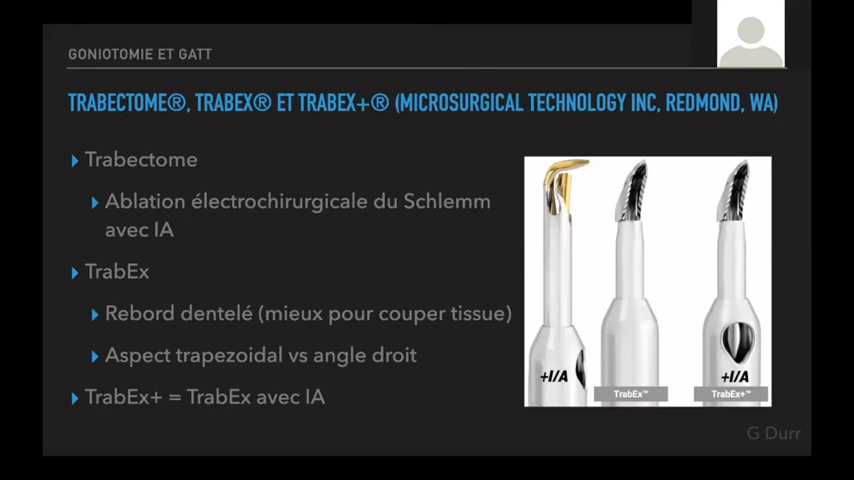 GONIOTOMIE ET GATT
TRABECTOME®, TRABEX® ET TRABEX+® (MICROSURGICAL TECHNOLOGY INC, REDMOND, WA)
Trabectome
Ablation électrochirurgicale du Schlemm
avec IA
TrabEx
Rebord dentelé (mieux pour couper tissue)
Aspect trapezoidal vs angle droit
TrabEx+ = TrabEx avec IA
+I/A
TrabEx™
+I/A
TrabEx+™
G Durr